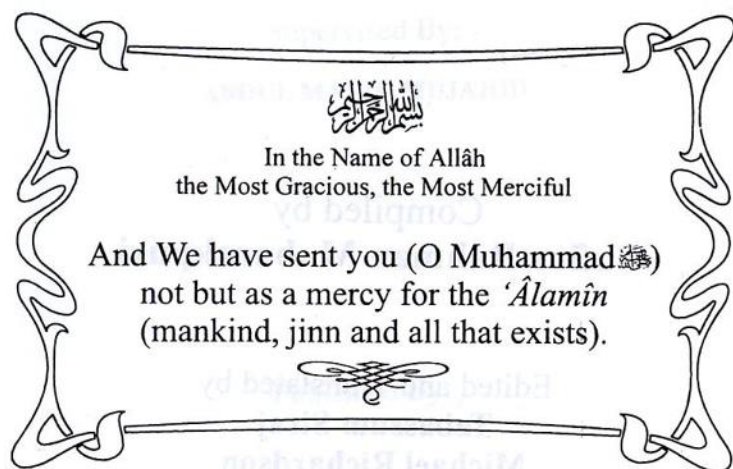 بسم الله الرحمن الرحيم
In the Name of Allâh
the Most Gracious, the Most Merciful
And We have sent you (O Muhammad ﷺ)
not but as a mercy for the ‘Âlamîn
(mankind, jinn and all that exists).